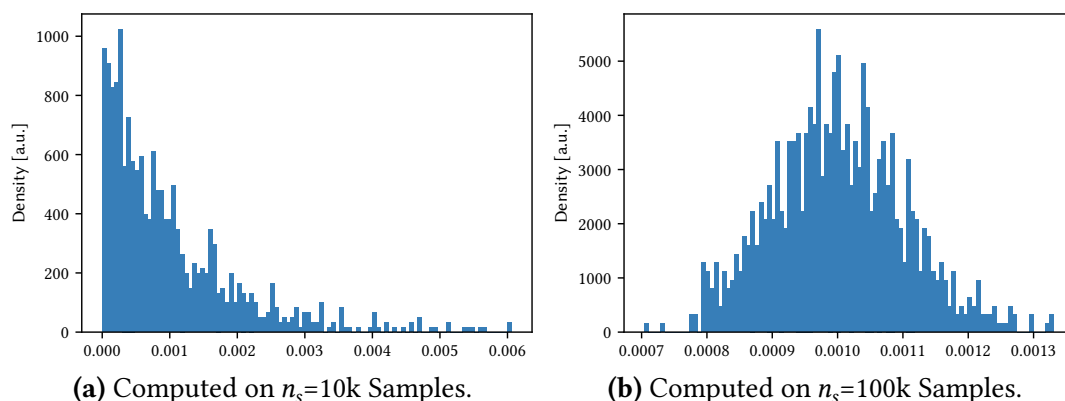 1000
800
600
400
200
0
Density [a.u.]
0.000 0.001 0.002 0.003 0.004 0.005 0.006
(a) Computed on nₛ=10k Samples.
5000
4000
3000
2000
1000
0
Density [a.u.]
0.0007 0.0008 0.0009 0.0010 0.0011 0.0012 0.0013
(b) Computed on nₛ=100k Samples.